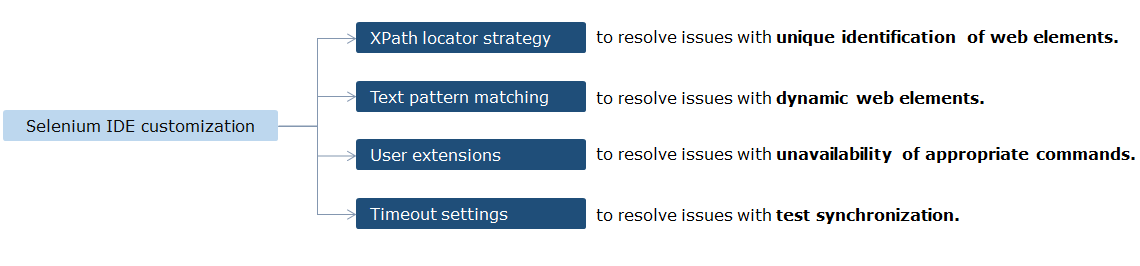 XPath locator strategy to resolve issues with unique identification of web elements.
Text pattern matching to resolve issues with dynamic web elements.
Selenium IDE customization
User extensions to resolve issues with unavailability of appropriate commands.
Timeout settings to resolve issues with test synchronization.